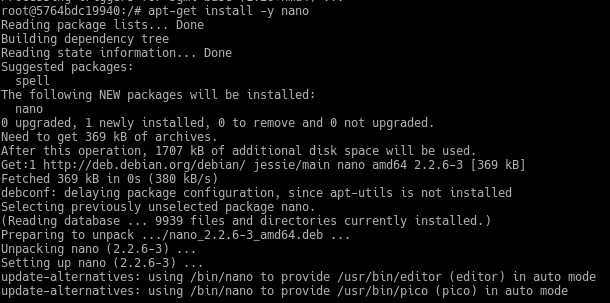 root@5764bdc19940:/# apt-get install -y nano
Reading package lists... Done
Building dependency tree
Reading state information... Done
Suggested packages:
  spell
The following NEW packages will be installed:
  nano
0 upgraded, 1 newly installed, 0 to remove and 0 not upgraded.
Need to get 369 kB of archives.
After this operation, 1707 kB of additional disk space will be used.
Get:1 http://deb.debian.org/debian/ jessie/main nano amd64 2.2.6-3 [369 kB]
Fetched 369 kB in 0s (380 kB/s)
debconf: delaying package configuration, since apt-utils is not installed
Selecting previously unselected package nano.
(Reading database ... 9939 files and directories currently installed.)
Preparing to unpack .../nano_2.2.6-3_amd64.deb ...
Unpacking nano (2.2.6-3) ...
Setting up nano (2.2.6-3) ...
update-alternatives: using /bin/nano to provide /usr/bin/editor (editor) in auto mode
update-alternatives: using /bin/nano to provide /usr/bin/pico (pico) in auto mode